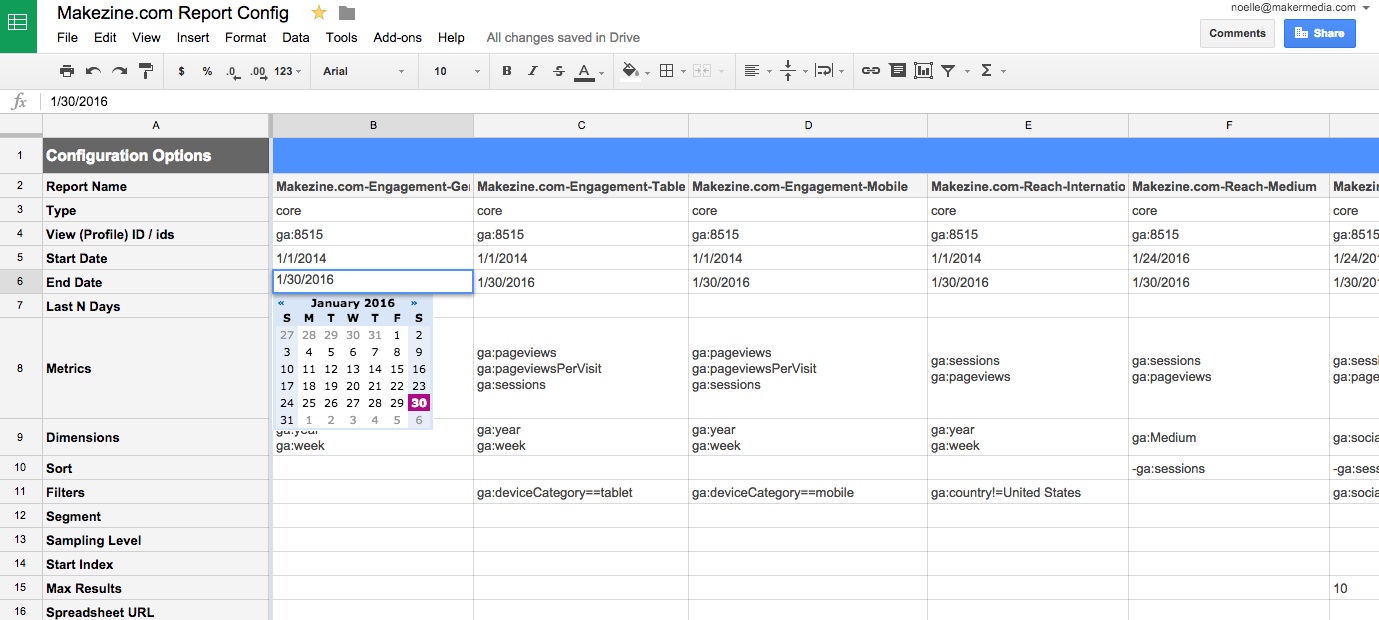 Makezine.com Report Config
noelle@makermedia.com
File Edit View Insert Format Data Tools Add-ons Help All changes saved in Drive
Comments Share
$ % .0 .00 123 Arial 10 B I S A Σ
fx 1/30/2016
A B C D E F
1 Configuration Options
2 Report Name Makezine.com-Engagement-Ge Makezine.com-Engagement-Table Makezine.com-Engagement-Mobile Makezine.com-Reach-Internatio Makezine.com-Reach-Medium Makezi
3 Type core core core core core core
4 View (Profile) ID / ids ga:8515 ga:8515 ga:8515 ga:8515 ga:8515 ga:8515
5 Start Date 1/1/2014 1/1/2014 1/1/2014 1/1/2014 1/24/2016 1/24/20
6 End Date 1/30/2016 1/30/2016 1/30/2016 1/30/2016 1/30/2016 1/30/20
7 Last N Days
« January 2016 »
S M T W T F S
27 28 29 30 31 1 2
3 4 5 6 7 8 9
10 11 12 13 14 15 16
17 18 19 20 21 22 23
24 25 26 27 28 29 30
31 1 2 3 4 5 6
8 Metrics
ga:pageviews ga:pageviews
ga:pageviewsPerVisit ga:pageviewsPerVisit
ga:sessions ga:sessions
ga:sessions ga:sessions ga:sessi
ga:pageviews ga:pageviews ga:page
9 Dimensions
ga:year ga:year ga:year ga:year
ga:week ga:week ga:week ga:week
ga:Medium ga:socia
10 Sort -ga:sessions -ga:sess
11 Filters ga:deviceCategory==tablet ga:deviceCategory==mobile ga:country!=United States ga:socia
12 Segment
13 Sampling Level
14 Start Index
15 Max Results 10
16 Spreadsheet URL